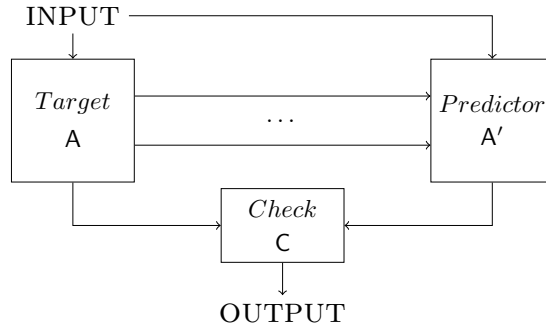 INPUT
Target
A
...
Predictor
A′
Check
C
OUTPUT